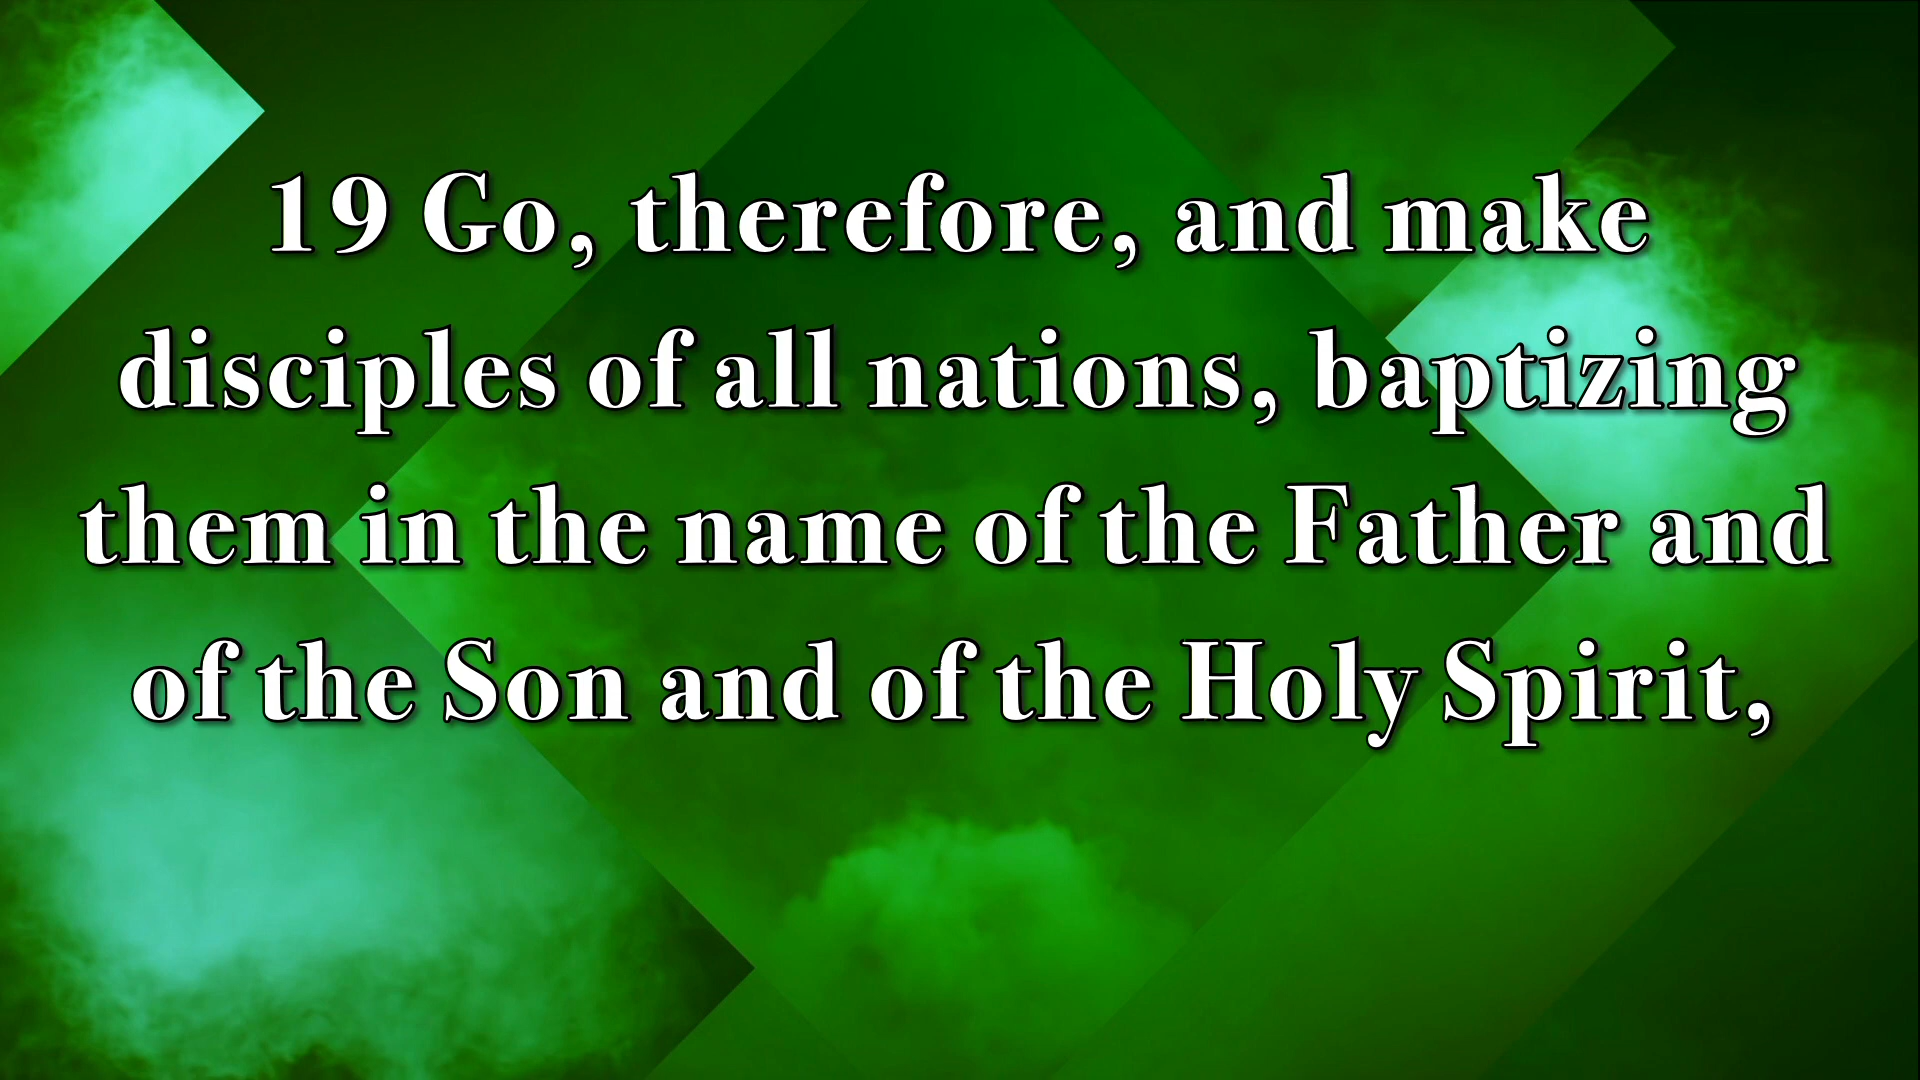 19 Go, therefore, and make
disciples of all nations, baptizing
them in the name of the Father and
of the Son and of the Holy Spirit,